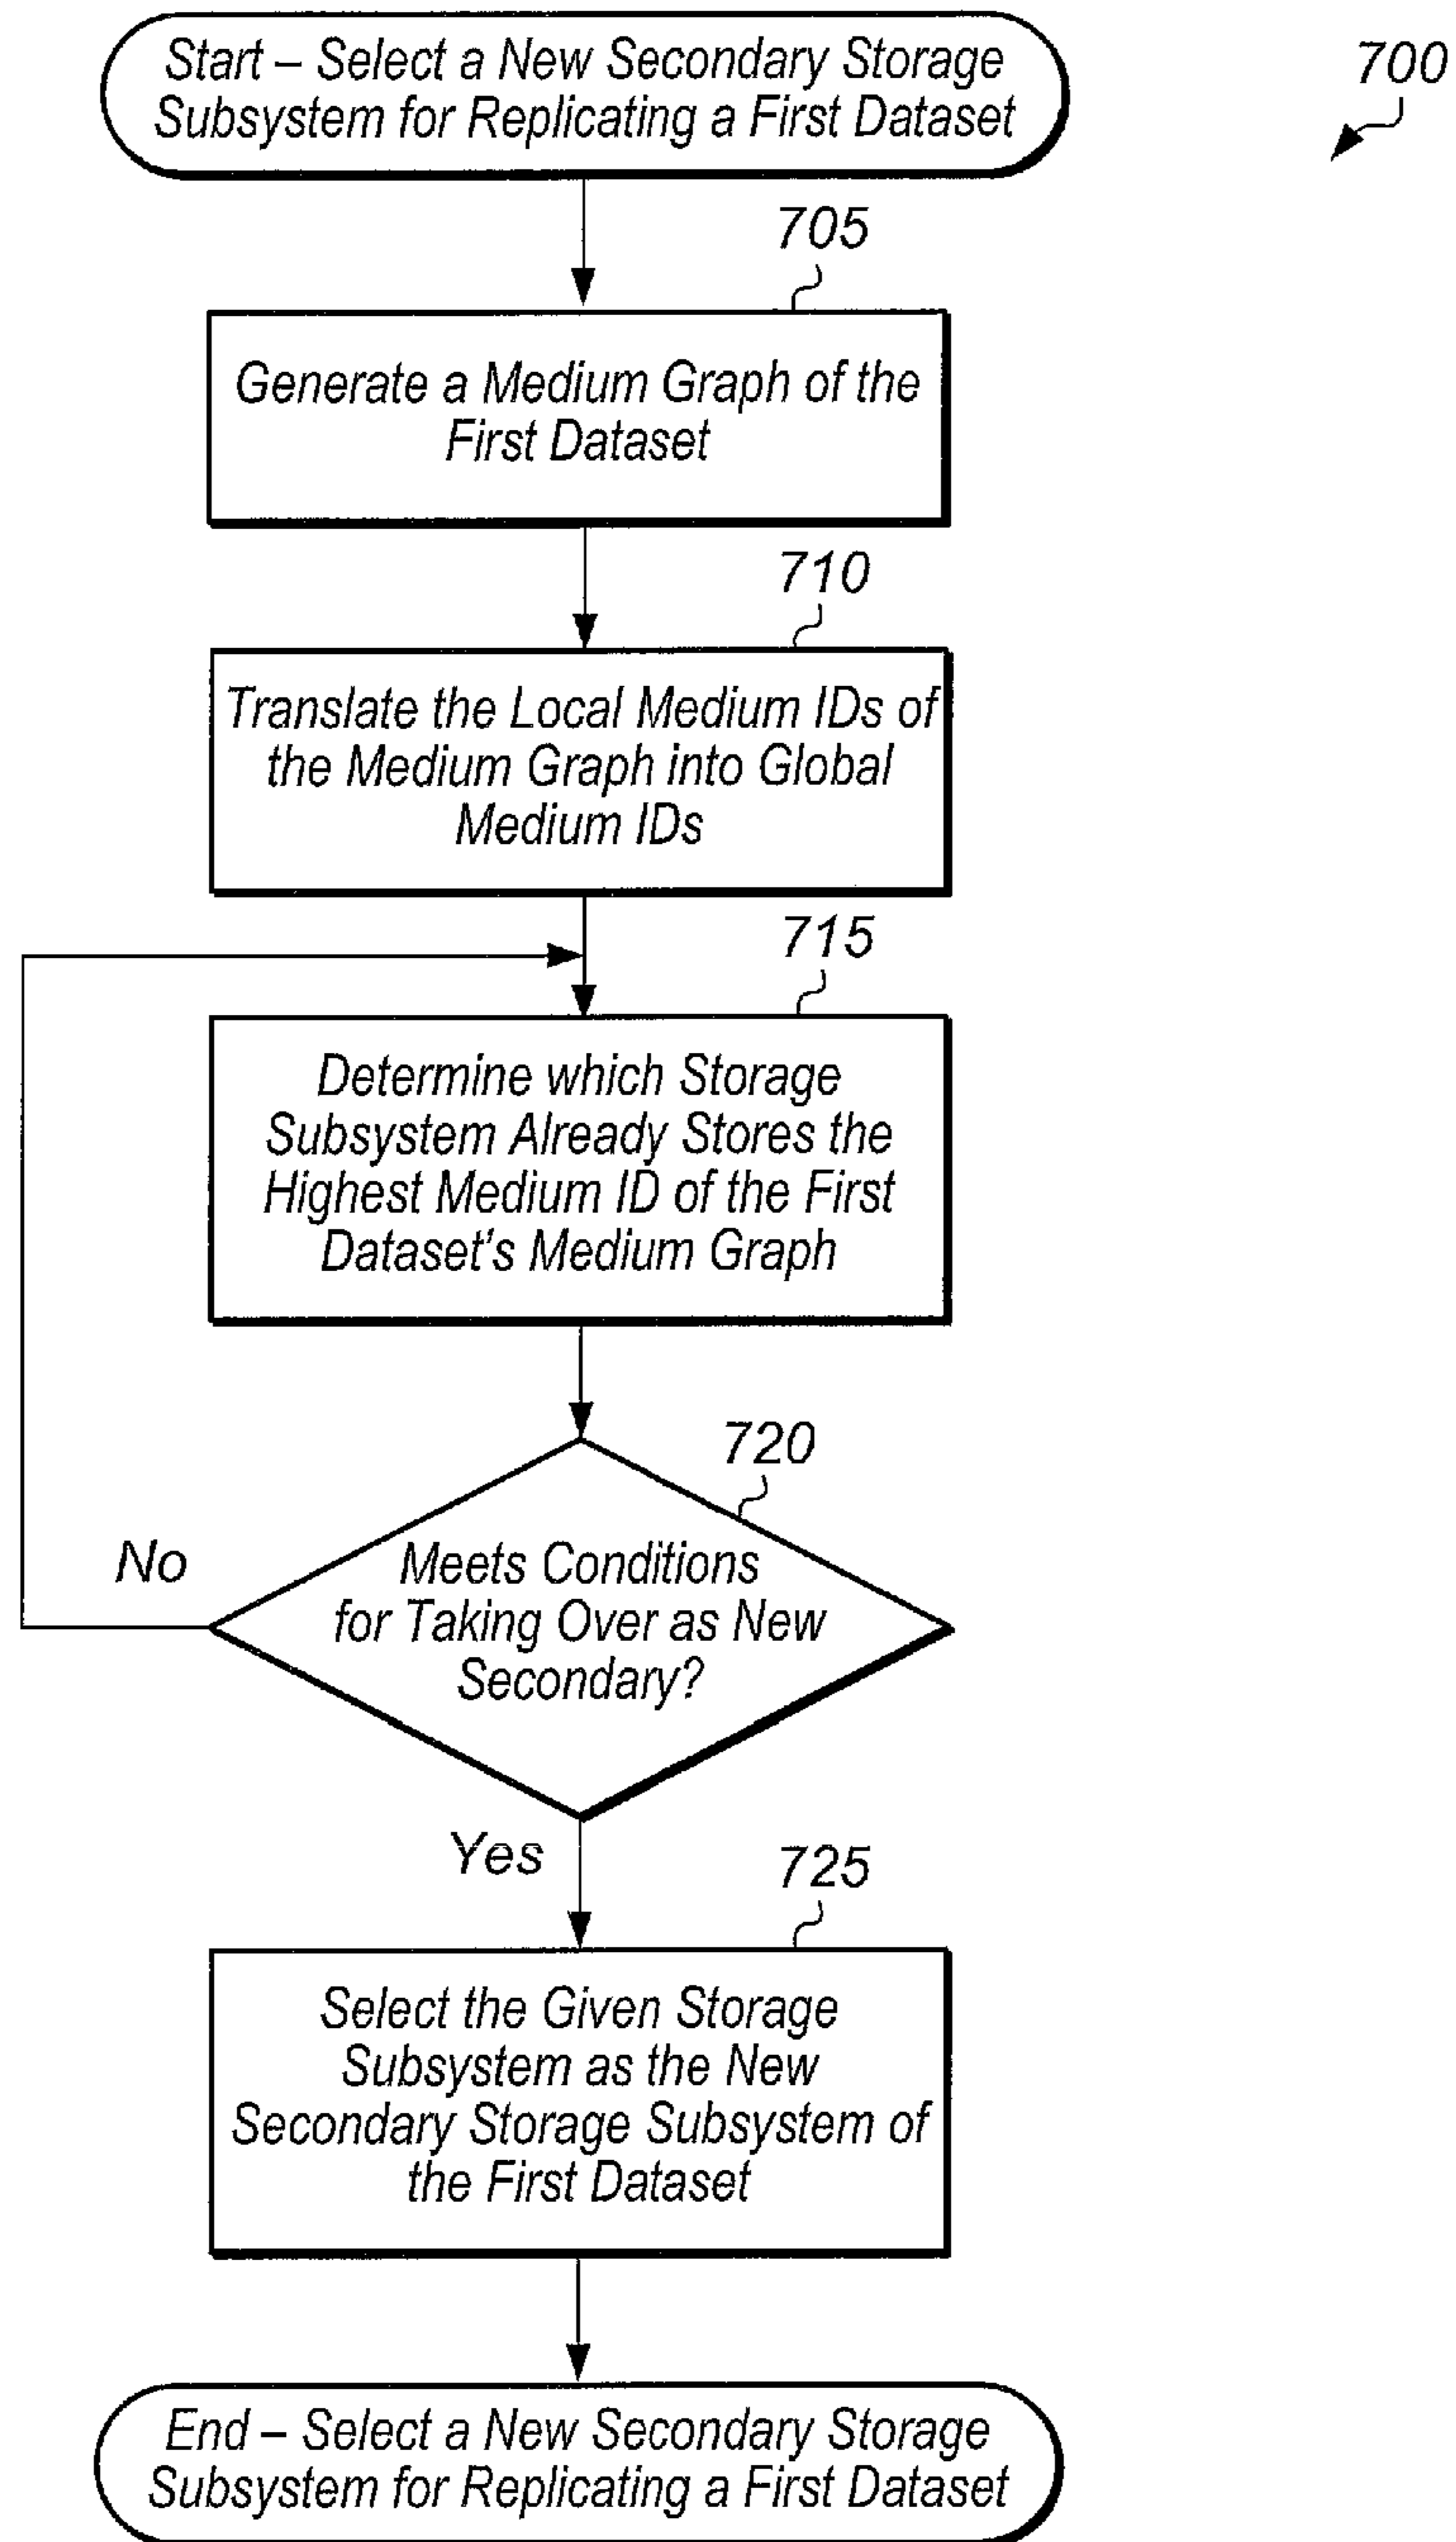 Start – Select a New Secondary Storage
Subsystem for Replicating a First Dataset
700
705
Generate a Medium Graph of the
First Dataset
710
Translate the Local Medium IDs of
the Medium Graph into Global
Medium IDs
715
Determine which Storage
Subsystem Already Stores the
Highest Medium ID of the First
Dataset's Medium Graph
720
No
Meets Conditions
for Taking Over as New
Secondary?
Yes
725
Select the Given Storage
Subsystem as the New
Secondary Storage Subsystem of
the First Dataset
End – Select a New Secondary Storage
Subsystem for Replicating a First Dataset